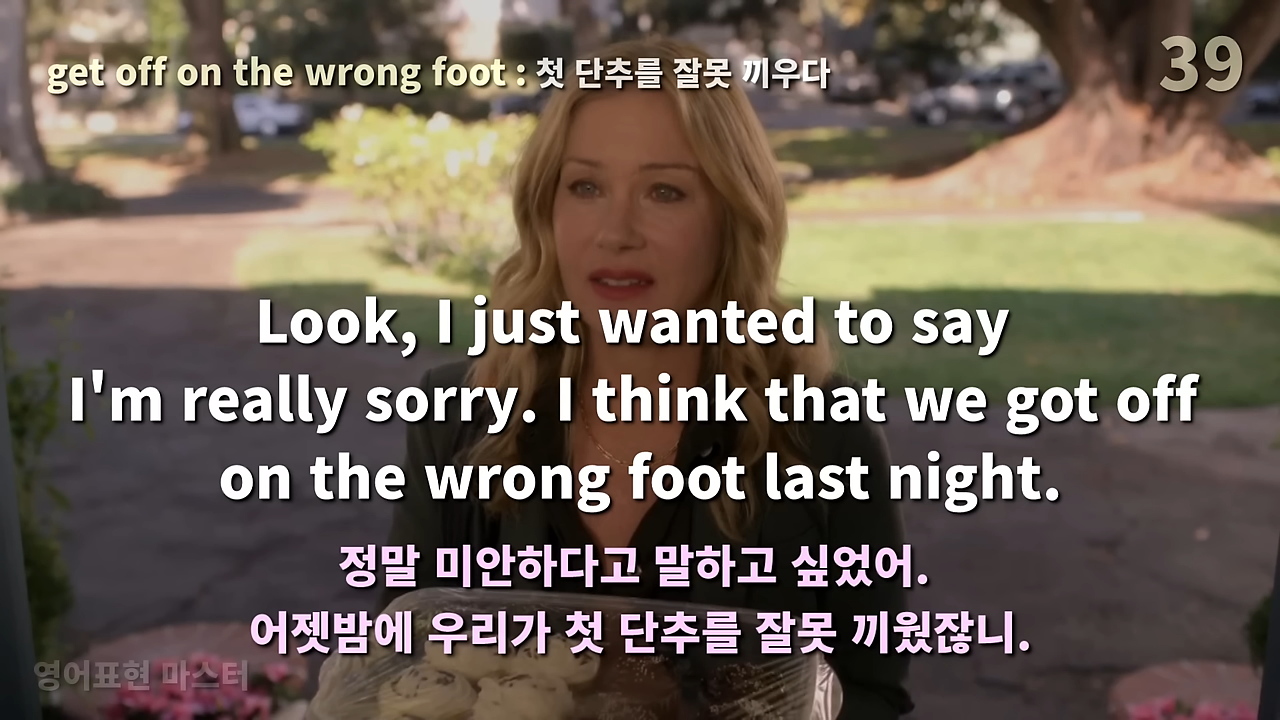 get off on the wrong foot : 첫 단추를 잘못 끼우다
39
Look, I just wanted to say
I'm really sorry. I think that we got off
on the wrong foot last night.
정말 미안하다고 말하고 싶었어.
어젯밤에 우리가 첫 단추를 잘못 끼웠잖니.
영어표현 마스터